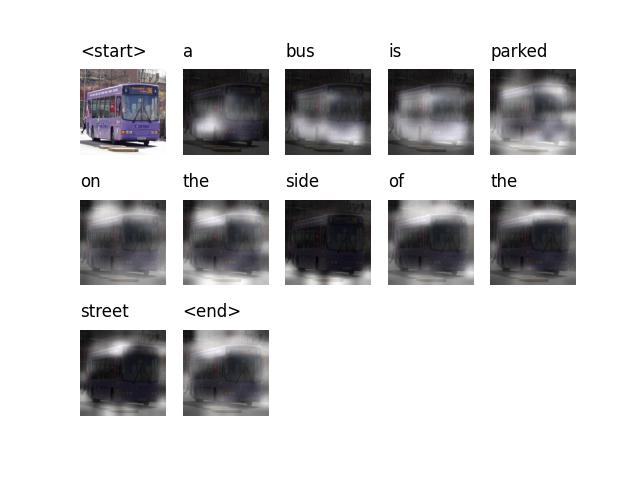 <start> a bus is parked
on the side of the
street <end>